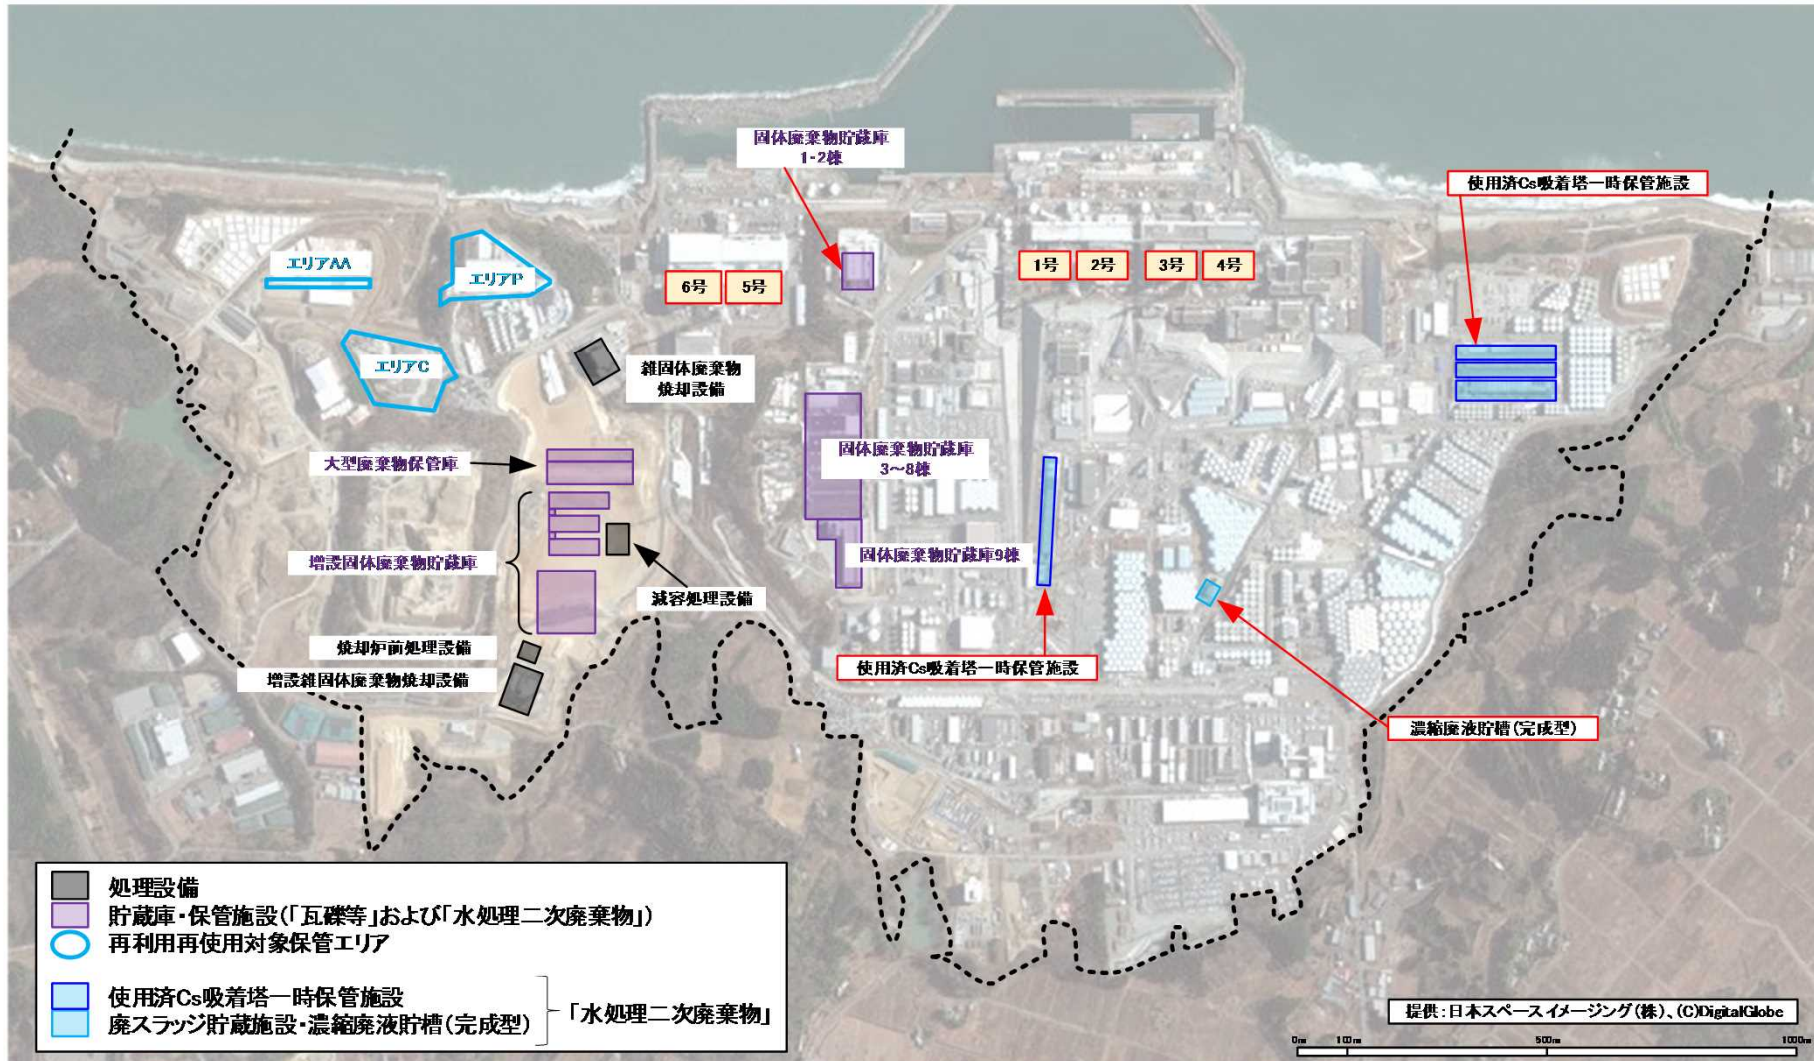 固体廃棄物貯蔵庫
1・2棟
使用済Cs吸着塔一時保管施設
エリアAA
エリアP
6号
5号
1号
2号
3号
4号
エリアC
雑固体廃棄物
焼却設備
大型廃棄物保管庫
固体廃棄物貯蔵庫
3～8棟
増設固体廃棄物貯蔵庫
固体廃棄物貯蔵庫9棟
減容処理設備
焼却炉前処理設備
増設雑固体廃棄物焼却設備
使用済Cs吸着塔一時保管施設
濃縮廃液貯槽(完成型)
処理設備
貯蔵庫・保管施設(「瓦礫等」および「水処理二次廃棄物」)
再利用再使用対象保管エリア
使用済Cs吸着塔一時保管施設
廃スラッジ貯蔵施設・濃縮廃液貯槽(完成型)
「水処理二次廃棄物」
提供:日本スペースイメージング(株)、(C)DigitalGlobe
0m 100m 500m 1000m